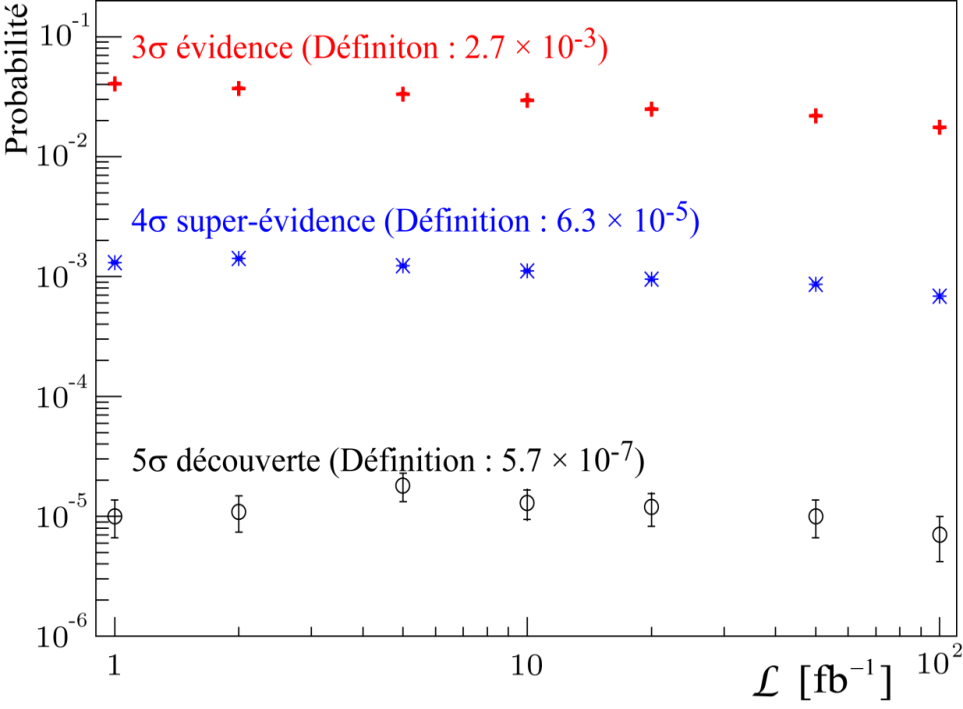 Probabilité
10⁻¹
3σ évidence (Définiton : 2.7 × 10⁻³)
10⁻²
4σ super-évidence (Définition : 6.3 × 10⁻⁵)
10⁻³
10⁻⁴
5σ découverte (Définition : 5.7 × 10⁻⁷)
10⁻⁵
10⁻⁶
1 10 10²
ℒ [fb⁻¹]